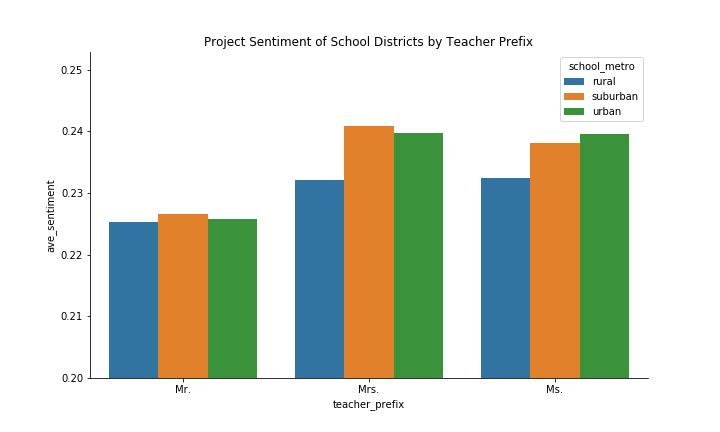 Project Sentiment of School Districts by Teacher Prefix
school_metro
rural
suburban
urban
0.25
0.24
0.23
0.22
0.21
0.20
ave_sentiment
Mr.
Mrs.
Ms.
teacher_prefix